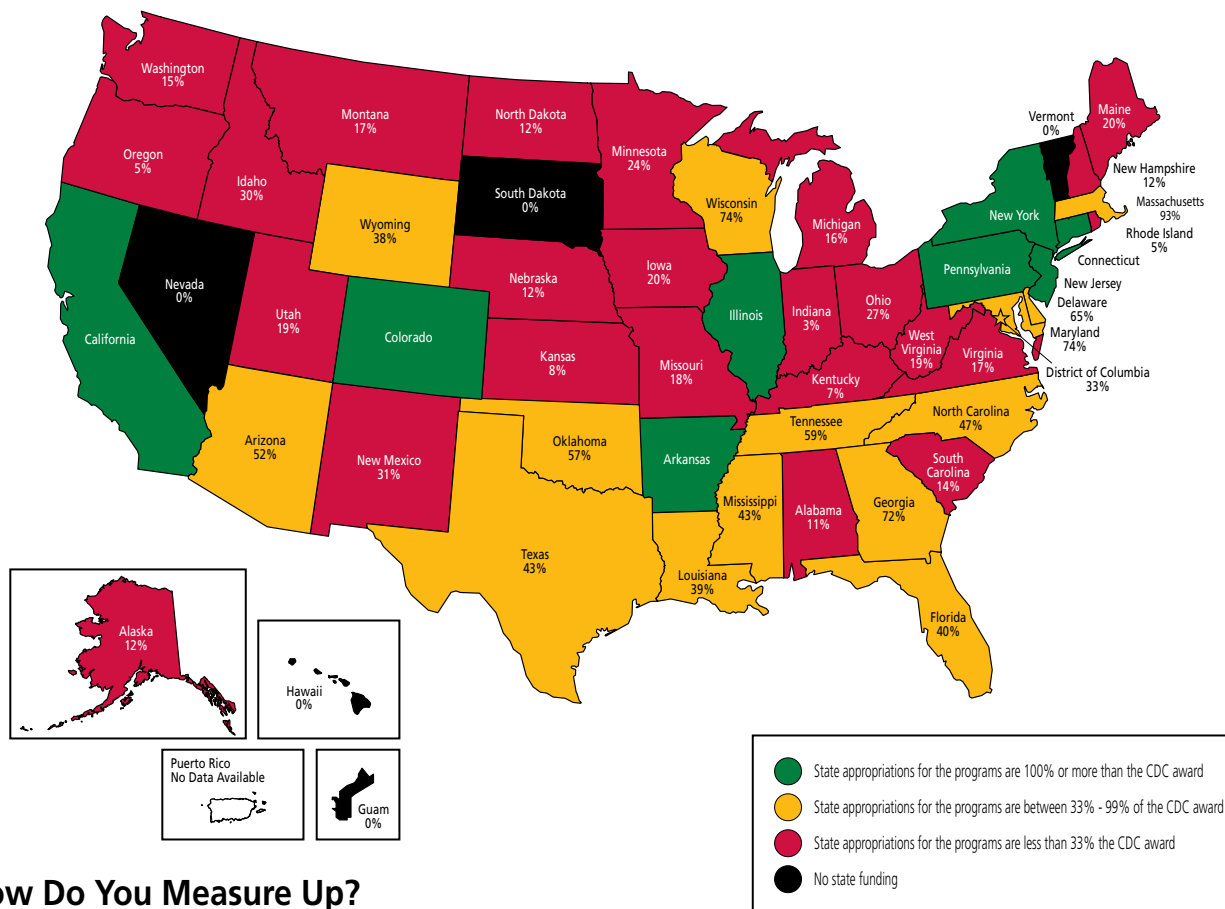 Washington
15%
Oregon
5%
Idaho
30%
Montana
17%
North Dakota
12%
Minnesota
24%
South Dakota
0%
Wyoming
38%
Wisconsin
74%
Michigan
16%
Vermont
0%
Maine
20%
New Hampshire
12%
Massachusetts
93%
Rhode Island
5%
Connecticut
New York
Pennsylvania
New Jersey
Delaware
65%
Maryland
74%
District of Columbia
33%
Nevada
0%
California
Utah
19%
Colorado
Nebraska
12%
Iowa
20%
Illinois
Indiana
3%
Ohio
27%
West
Virginia
19%
Virginia
17%
Kansas
8%
Missouri
18%
Kentucky
7%
Arizona
52%
New Mexico
31%
Oklahoma
57%
Arkansas
Tennessee
59%
North Carolina
47%
South
Carolina
14%
Mississippi
43%
Alabama
11%
Georgia
72%
Texas
43%
Louisiana
39%
Florida
40%
Alaska
12%
Hawaii
0%
Puerto Rico
No Data Available
Guam
0%
State appropriations for the programs are 100% or more than the CDC award
State appropriations for the programs are between 33% - 99% of the CDC award
State appropriations for the programs are less than 33% the CDC award
No state funding
ow Do You Measure Up?